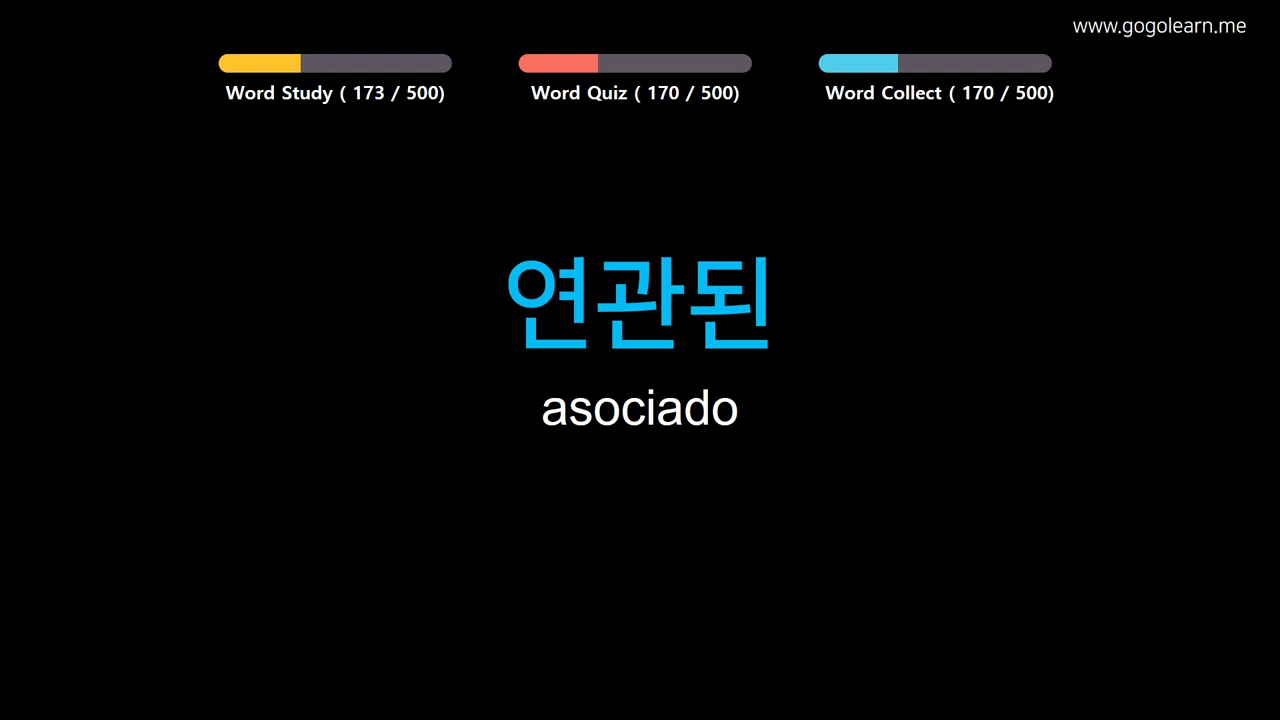 www.gogolearn.me
Word Study ( 173 / 500)
Word Quiz ( 170 / 500)
Word Collect ( 170 / 500)
연관된
asociado